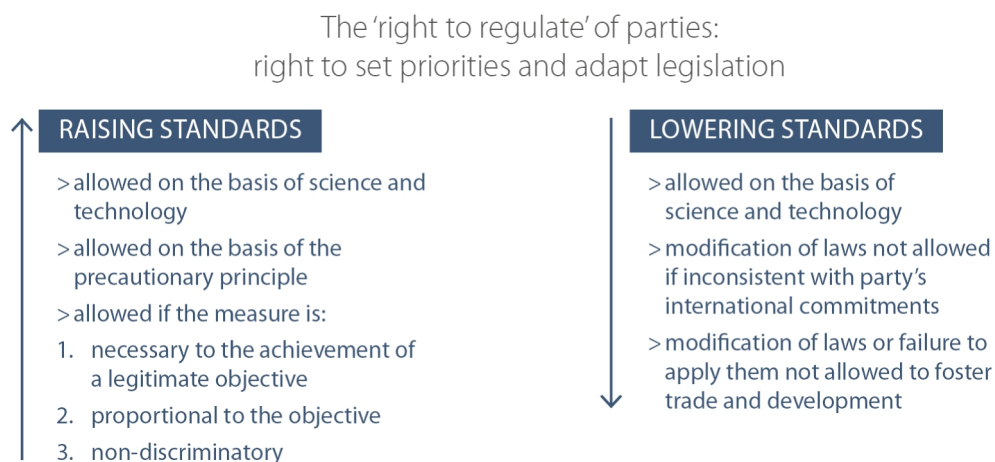 The ‘right to regulate’ of parties:
right to set priorities and adapt legislation
RAISING STANDARDS
> allowed on the basis of science and
technology
> allowed on the basis of the
precautionary principle
> allowed if the measure is:
1. necessary to the achievement of
a legitimate objective
2. proportional to the objective
3. non-discriminatory
LOWERING STANDARDS
> allowed on the basis of
science and technology
> modification of laws not allowed
if inconsistent with party’s
international commitments
> modification of laws or failure to
apply them not allowed to foster
trade and development